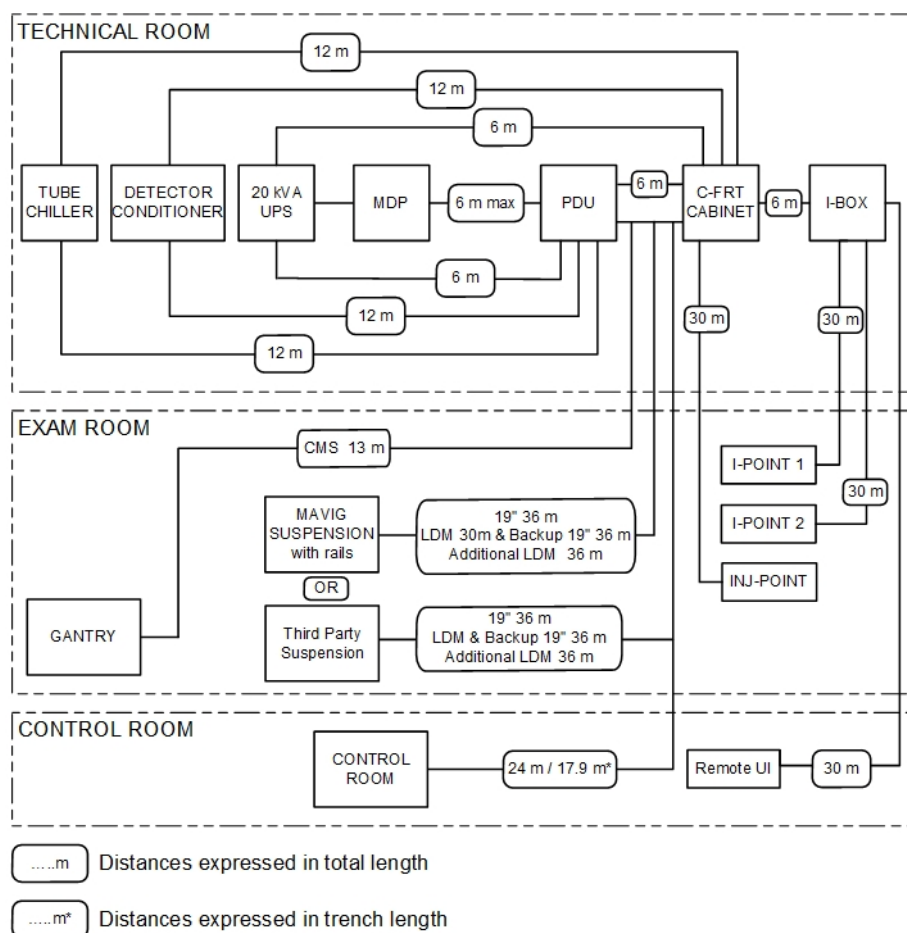 TECHNICAL ROOM
12 m
12 m
6 m
TUBE
CHILLER
DETECTOR
CONDITIONER
20 kVA
UPS
MDP
6 m max
PDU
6 m
C-FRT
CABINET
6 m
I-BOX
6 m
12 m
12 m
30 m
30 m
EXAM ROOM
CMS 13 m
I-POINT 1
30 m
I-POINT 2
INJ-POINT
MAVIG
SUSPENSION
with rails
19" 36 m
LDM 30m & Backup 19" 36 m
Additional LDM 36 m
OR
GANTRY
Third Party
Suspension
19" 36 m
LDM & Backup 19" 36 m
Additional LDM 36 m
CONTROL ROOM
CONTROL
ROOM
24 m / 17.9 m*
Remote UI
30 m
.....m
Distances expressed in total length
.....m*
Distances expressed in trench length